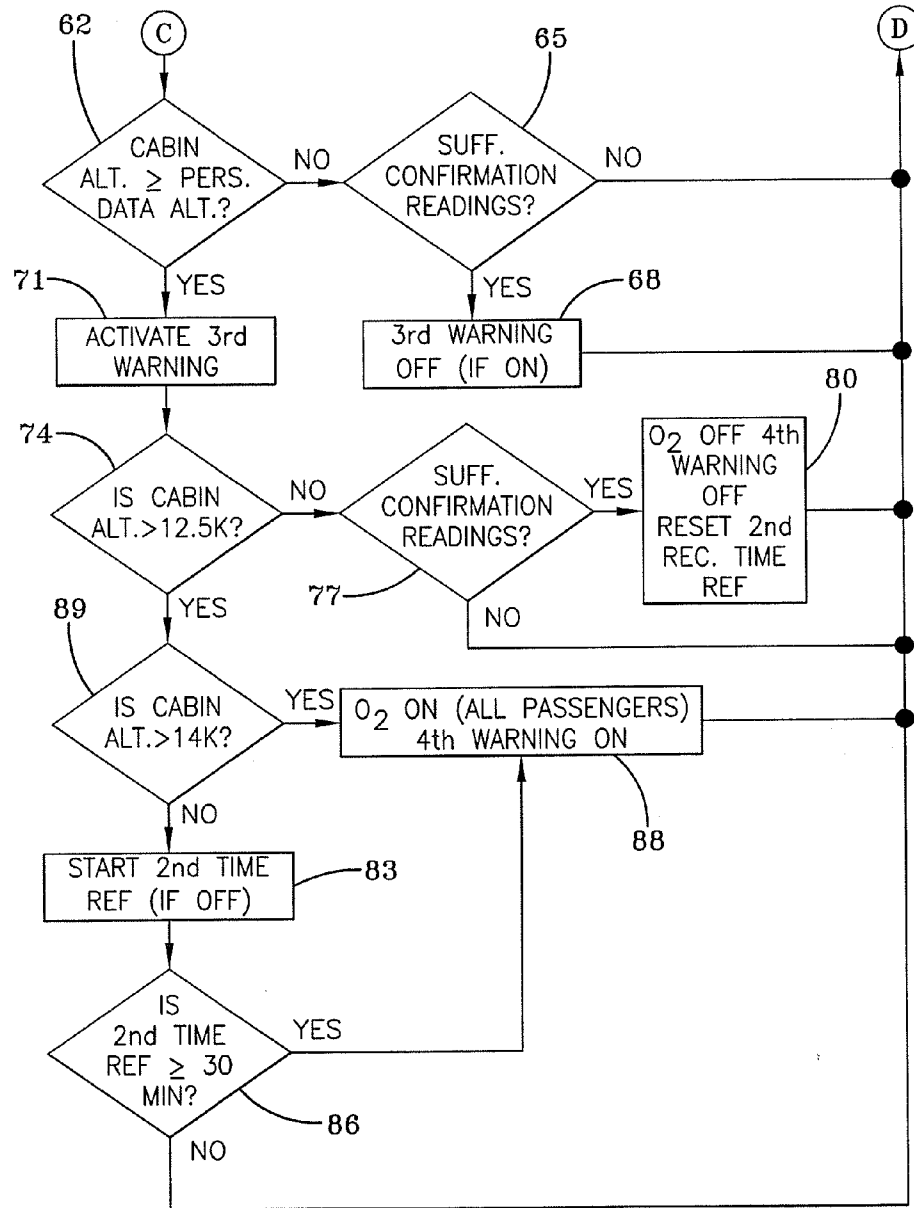 62
C
D
65
CABIN
ALT. ≥ PERS.
DATA ALT.?
NO
SUFF.
CONFIRMATION
READINGS?
NO
YES
71
ACTIVATE 3rd
WARNING
YES
68
3rd WARNING
OFF (IF ON)
80
74
IS CABIN
ALT.>12.5K?
NO
SUFF.
CONFIRMATION
READINGS?
77
YES
O2 OFF 4th
WARNING
OFF
RESET 2nd
REC. TIME
REF
YES
NO
89
IS CABIN
ALT.>14K?
YES
O2 ON (ALL PASSENGERS)
4th WARNING ON
88
NO
START 2nd TIME
REF (IF OFF)
83
IS
2nd TIME
REF ≥ 30
MIN?
YES
86
NO